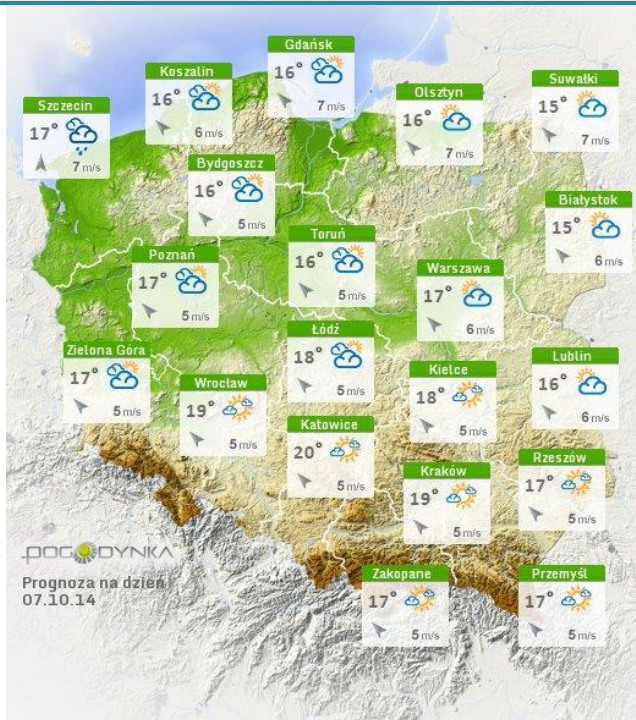 Gdańsk
16°
7 m/s
Koszalin
16°
6 m/s
Suwałki
15°
7 m/s
Olsztyn
16°
7 m/s
Szczecin
17°
7 m/s
Bydgoszcz
16°
5 m/s
Białystok
15°
6 m/s
Toruń
16°
5 m/s
Poznań
17°
5 m/s
Warszawa
17°
6 m/s
Łódź
18°
5 m/s
Zielona Góra
17°
5 m/s
Lublin
16°
6 m/s
Kielce
18°
5 m/s
Wrocław
19°
5 m/s
Katowice
20°
5 m/s
Rzeszów
17°
5 m/s
Kraków
19°
5 m/s
POGODYNKA
Prognoza na dzień
07.10.14
Zakopane
17°
5 m/s
Przemyśl
17°
5 m/s